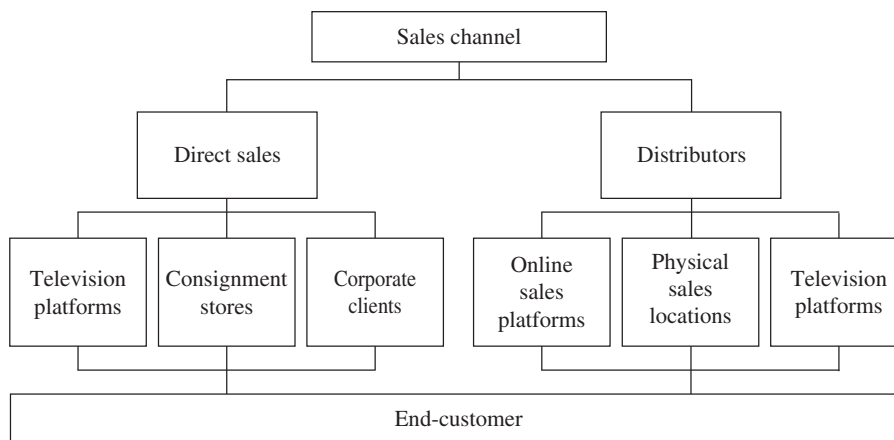 Sales channel
Direct sales
Distributors
Television
platforms
Consignment
stores
Corporate
clients
Online
sales
platforms
Physical
sales
locations
Television
platforms
End-customer